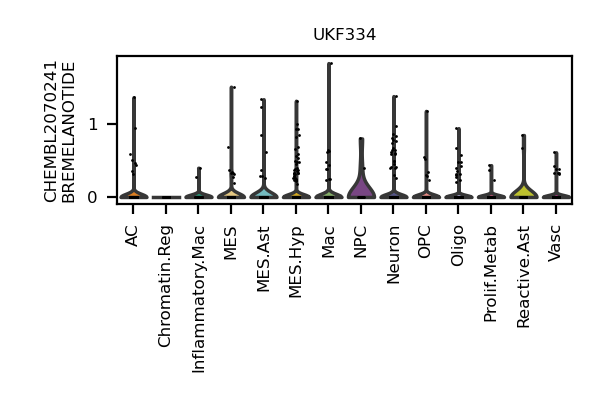 UKF334
CHEMBL2070241
BREMELANOTIDE
1
0
AC
Chromatin.Reg
Inflammatory.Mac
MES
MES.Ast
MES.Hyp
Mac
NPC
Neuron
OPC
Oligo
Prolif.Metab
Reactive.Ast
Vasc